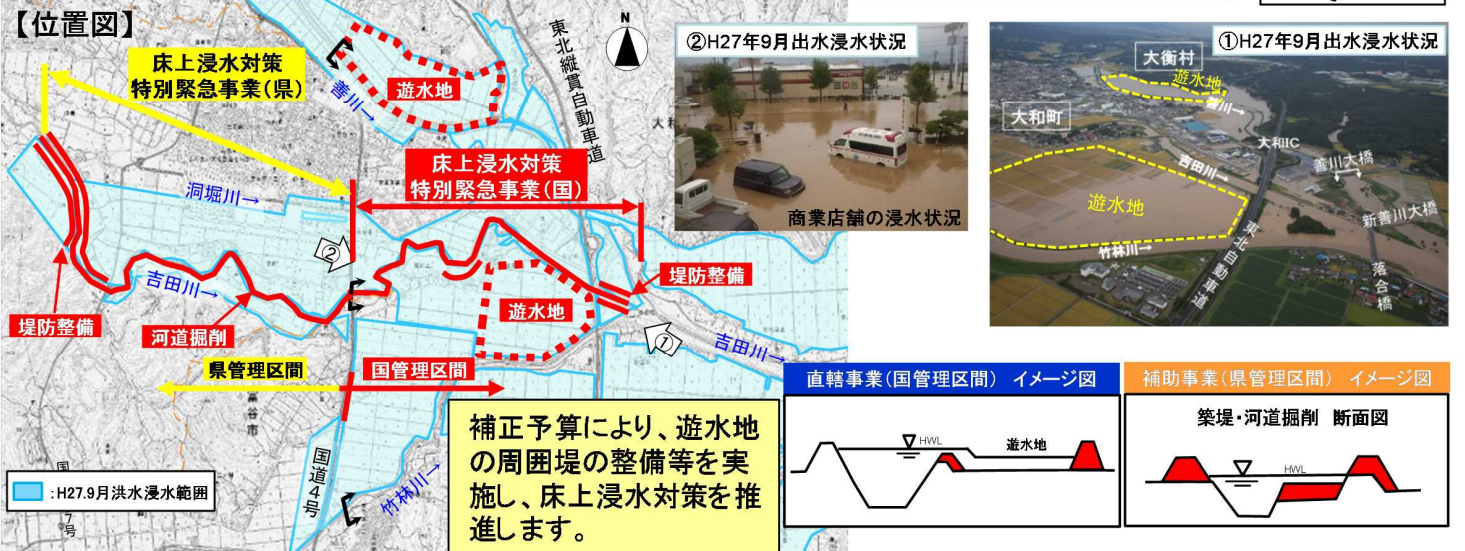 【位置図】
床上浸水対策
特別緊急事業(県)
善川→
遊水地
東北縦貫自動車道
N
床上浸水対策
特別緊急事業(国)
洞堀川→
②
吉田川→
堤防整備
河道掘削
遊水地
堤防整備
①
吉田川→
県管理区間
国管理区間
富谷市
国道4号
竹林川→
:H27.9月洪水浸水範囲
補正予算により、遊水地
の周囲堤の整備等を実
施し、床上浸水対策を推
進します。
②H27年9月出水浸水状況
商業店舗の浸水状況
①H27年9月出水浸水状況
大衡村
遊水地
善川→
大和町
大和IC
吉田川→
善川大橋
遊水地
新善川大橋
竹林川→
東北自動車道
落合橋
直轄事業(国管理区間) イメージ図
HWL
遊水地
補助事業(県管理区間) イメージ図
築堤・河道掘削 断面図
HWL